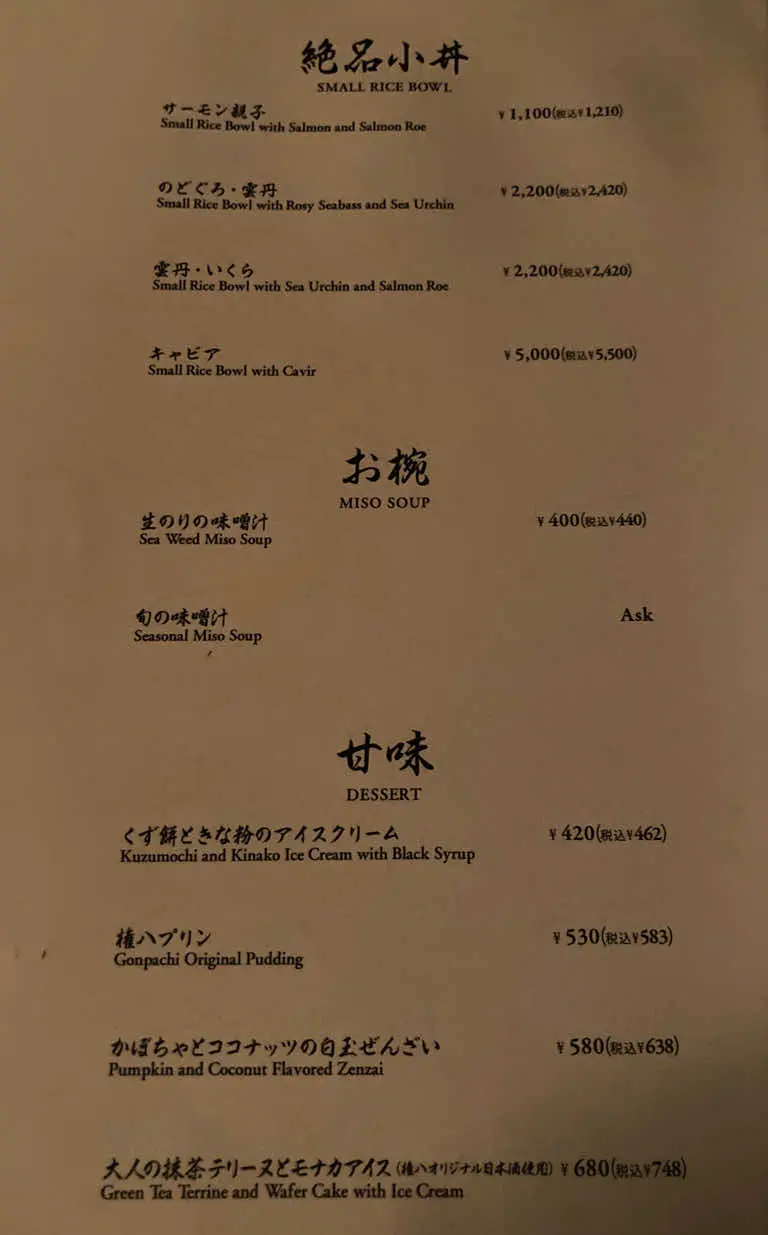 絶品小丼
SMALL RICE BOWL
サーモン親子 ¥ 1,100(税込¥1,210)
Small Rice Bowl with Salmon and Salmon Roe
のどぐろ・雲丹 ¥ 2,200(税込¥2,420)
Small Rice Bowl with Rosy Seabass and Sea Urchin
雲丹・いくら ¥ 2,200(税込¥2,420)
Small Rice Bowl with Sea Urchin and Salmon Roe
キャビア ¥ 5,000(税込¥5,500)
Small Rice Bowl with Cavir
お椀
MISO SOUP
生のりの味噌汁 ¥ 400(税込¥440)
Sea Weed Miso Soup
旬の味噌汁 Ask
Seasonal Miso Soup
甘味
DESSERT
くず餅ときな粉のアイスクリーム ¥ 420(税込¥462)
Kuzumochi and Kinako Ice Cream with Black Syrup
権八プリン ¥ 530(税込¥583)
Gonpachi Original Pudding
かぼちゃとココナッツの白玉ぜんざい ¥ 580(税込¥638)
Pumpkin and Coconut Flavored Zenzai
大人の抹茶テリーヌとモナカアイス(権八オリジナル日本酒使用) ¥ 680(税込¥748)
Green Tea Terrine and Wafer Cake with Ice Cream